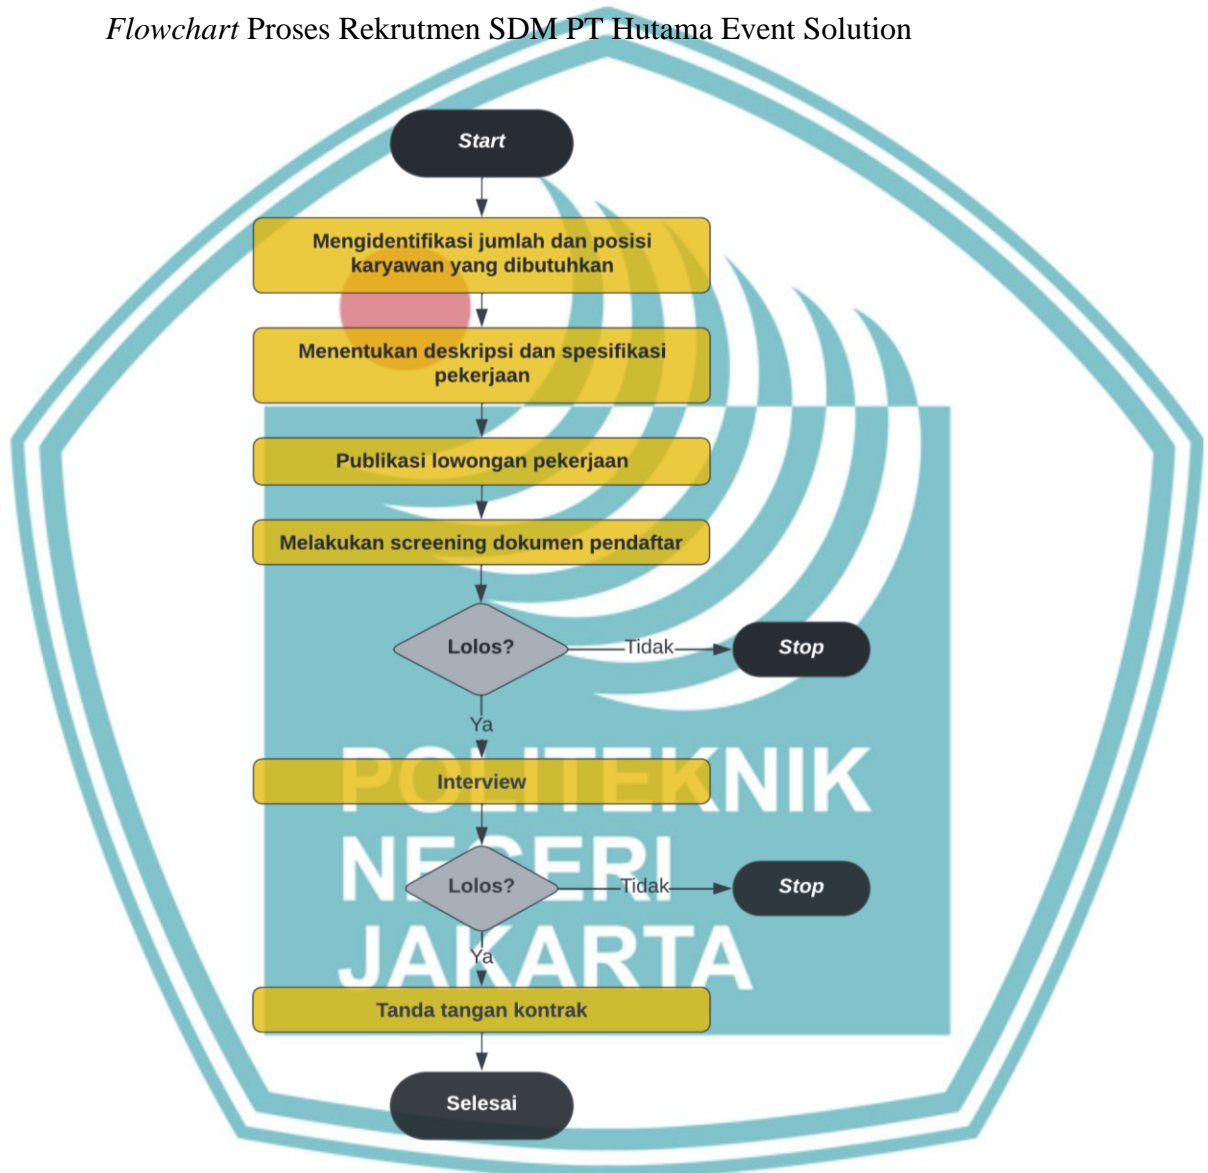 Flowchart Proses Rekrutmen SDM PT Hutama Event Solution
Start
Mengidentifikasi jumlah dan posisi
karyawan yang dibutuhkan
Menentukan deskripsi dan spesifikasi
pekerjaan
Publikasi lowongan pekerjaan
Melakukan screening dokumen pendaftar
Lolos?
Tidak
Stop
Ya
Interview
Lolos?
Tidak
Stop
Ya
Tanda tangan kontrak
Selesai
POLITEKNIK
NEGERI
JAKARTA